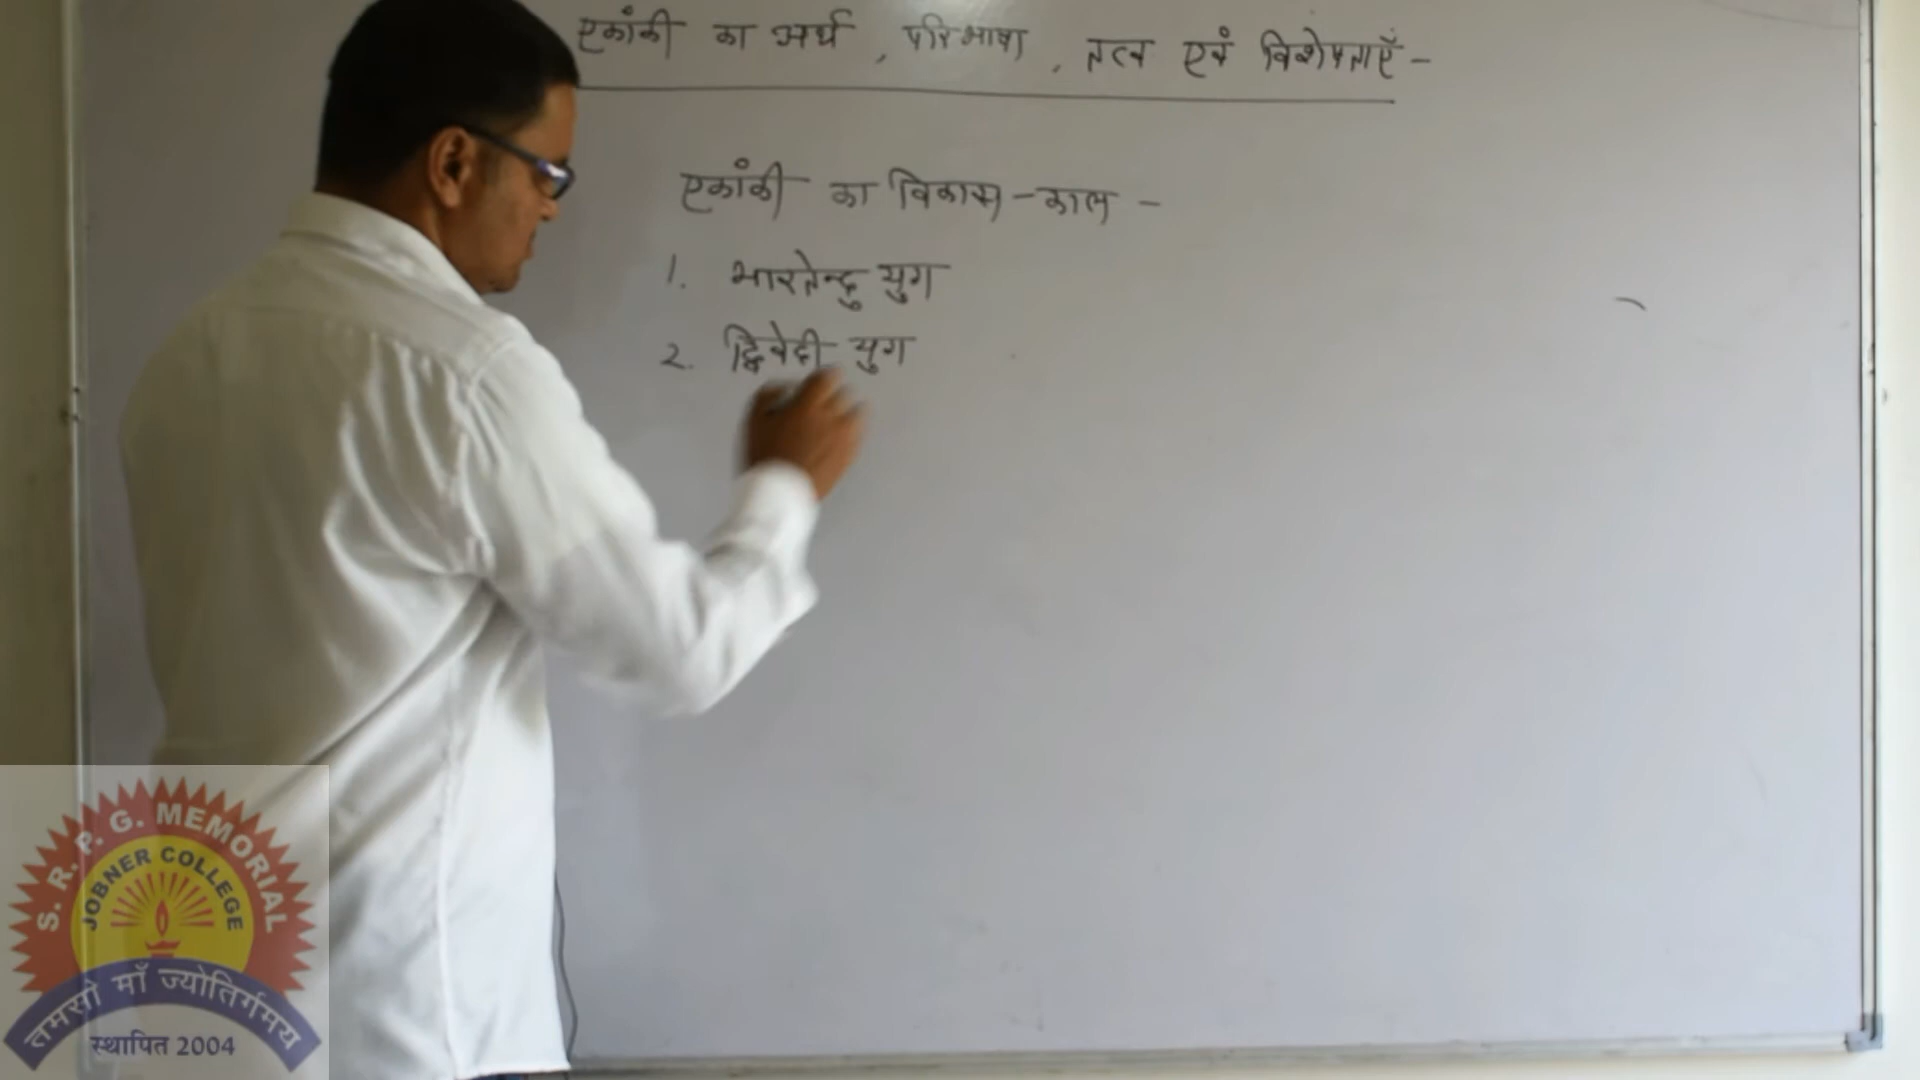 एकांकी का अर्थ , परिभाषा , तत्व एवं विशेषताएँ -
एकांकी का विकास - काल -
1. भारतेन्दु युग
2. द्विवेदी युग
S. R. P. G. MEMORIAL
JOBNER COLLEGE
तमसो माँ ज्योतिर्गमय
स्थापित 2004